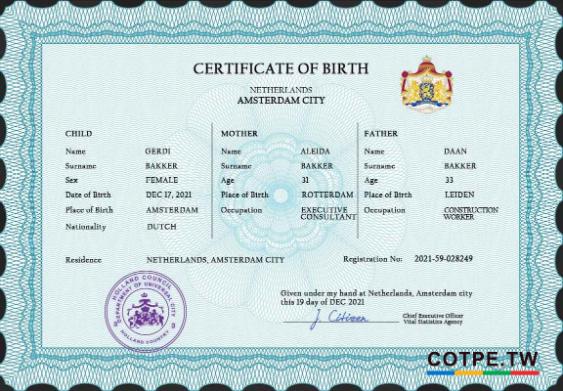 CERTIFICATE OF BIRTH
NETHERLANDS
AMSTERDAM CITY
CHILD
Name GERDI
Surname BAKKER
Sex FEMALE
Date of Birth DEC 17, 2021
Place of Birth AMSTERDAM
Nationality DUTCH
MOTHER
Name ALEIDA
Surname BAKKER
Age 31
Place of Birth ROTTERDAM
Occupation EXECUTIVE
CONSULTANT
FATHER
Name DAAN
Surname BAKKER
Age 33
Place of Birth LEIDEN
Occupation CONSTRUCTION
WORKER
Residence NETHERLANDS, AMSTERDAM CITY
Registration No: 2021-59-028249
HOLLAND COUNCIL
DEPARTMENT OF UNIVERSAL CITY
HOLLAND COUNTRY
Given under my hand at Netherlands, Amsterdam city
this 19 day of DEC 2021
J. Citizen
Chief Executive Officer
Vital Statistics Agency
COTPE.TW